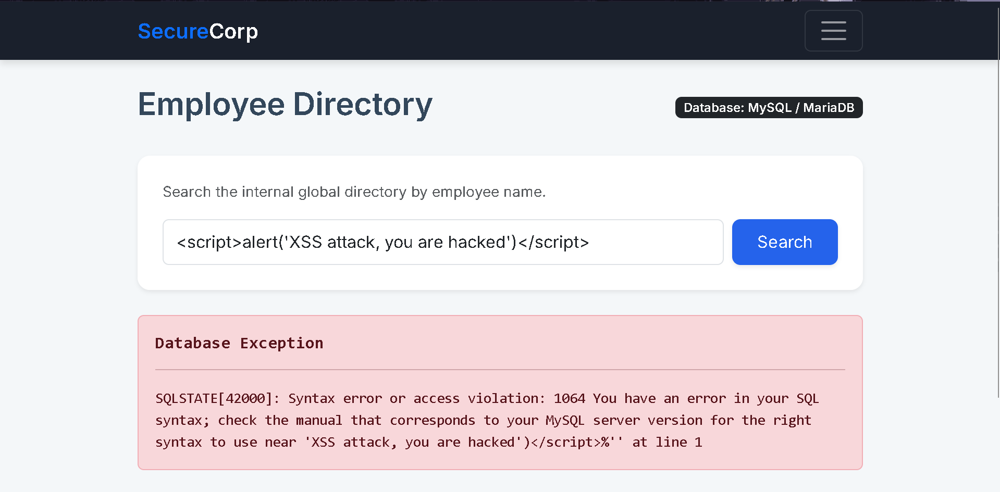 SecureCorp
Employee Directory
Database: MySQL / MariaDB
Search the internal global directory by employee name.
<script>alert('XSS attack, you are hacked')</script>
Search
Database Exception
SQLSTATE[42000]: Syntax error or access violation: 1064 You have an error in your SQL
syntax; check the manual that corresponds to your MySQL server version for the right
syntax to use near 'XSS attack, you are hacked')</script>%'' at line 1